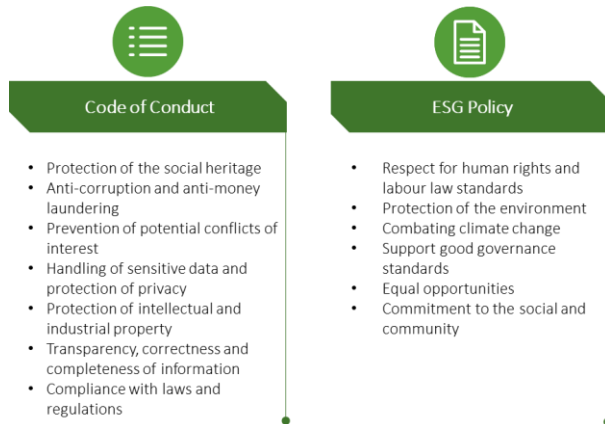 Code of Conduct
• Protection of the social heritage
• Anti-corruption and anti-money
laundering
• Prevention of potential conflicts of
interest
• Handling of sensitive data and
protection of privacy
• Protection of intellectual and
industrial property
• Transparency, correctness and
completeness of information
• Compliance with laws and
regulations
ESG Policy
• Respect for human rights and
labour law standards
• Protection of the environment
• Combating climate change
• Support good governance
standards
• Equal opportunities
• Commitment to the social and
community